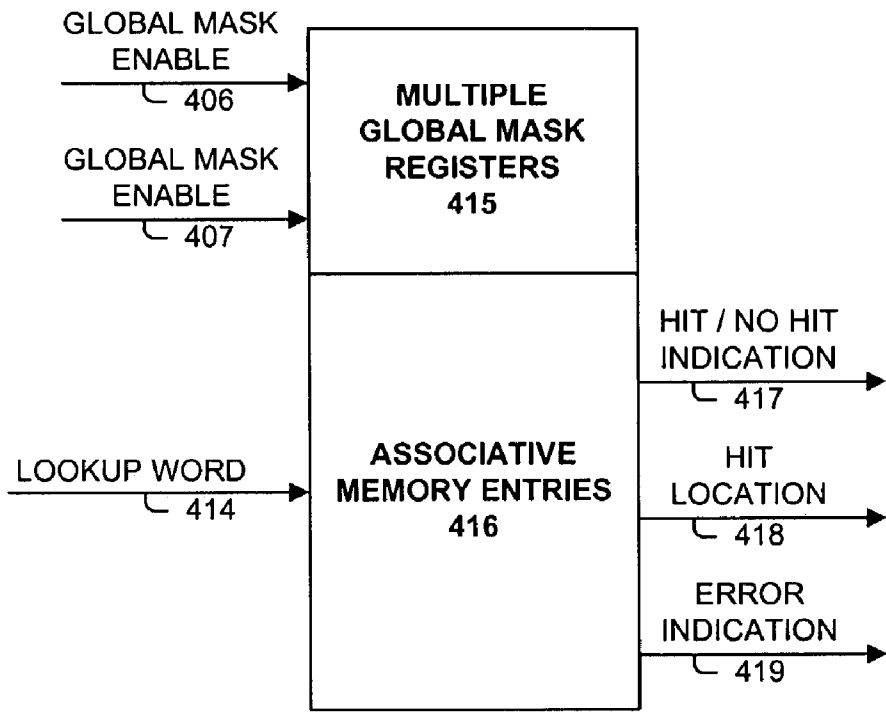 GLOBAL MASK
ENABLE
406
GLOBAL MASK
ENABLE
407
MULTIPLE
GLOBAL MASK
REGISTERS
415
LOOKUP WORD
414
ASSOCIATIVE
MEMORY ENTRIES
416
HIT / NO HIT
INDICATION
417
HIT
LOCATION
418
ERROR
INDICATION
419